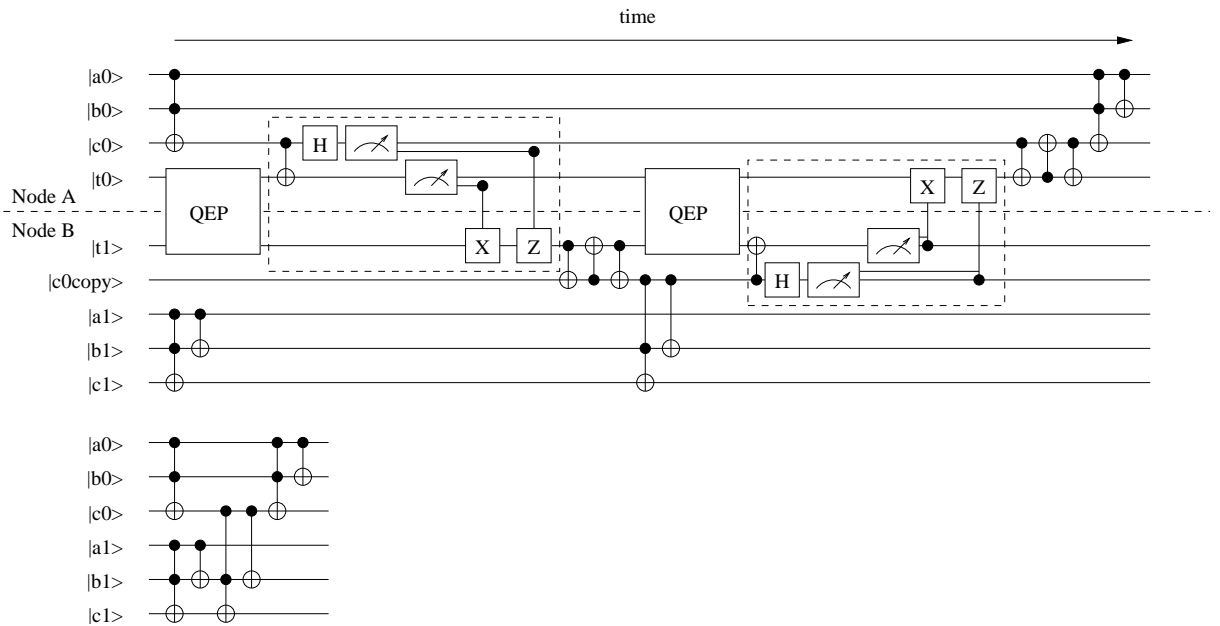 time
|a0>
|b0>
|c0> H
|t0> X Z
Node A
QEP QEP
Node B
|t1> X Z
|c0copy> H
|a1>
|b1>
|c1>
|a0>
|b0>
|c0>
|a1>
|b1>
|c1>